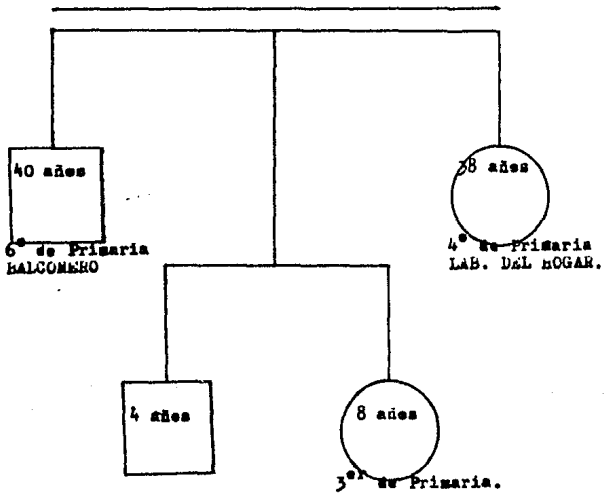 40 años
38 años
6° de Primaria
BALCONERO
4° de Primaria
LAB. DEL HOGAR.
4 años
8 años
3er de Primaria.